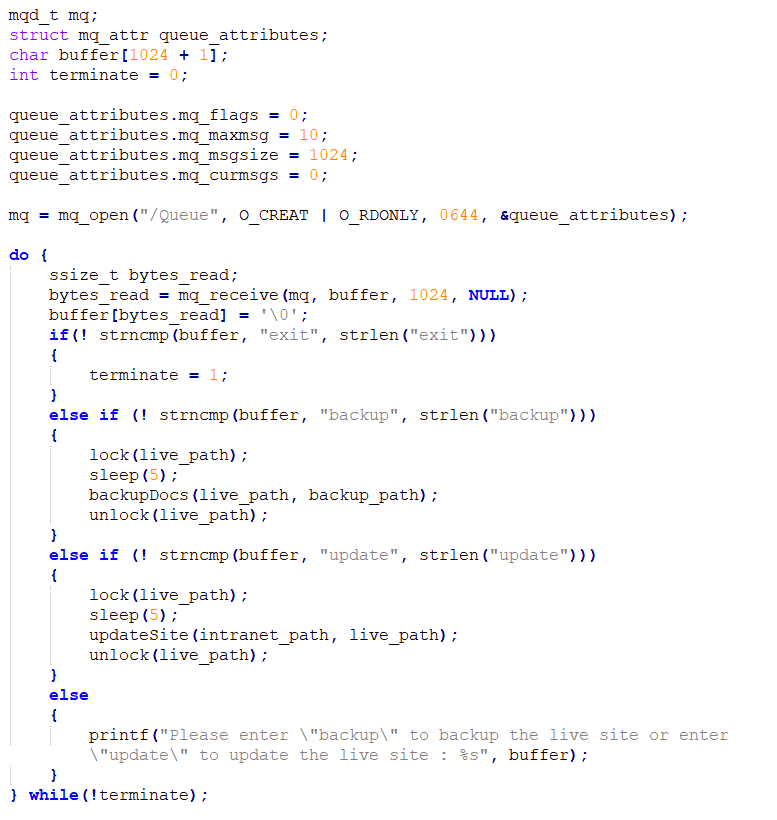 mqd_t mq;
struct mq_attr queue_attributes;
char buffer[1024 + 1];
int terminate = 0;

queue_attributes.mq_flags = 0;
queue_attributes.mq_maxmsg = 10;
queue_attributes.mq_msgsize = 1024;
queue_attributes.mq_curmsgs = 0;

mq = mq_open("/Queue", O_CREAT | O_RDONLY, 0644, &queue_attributes);

do {
    ssize_t bytes_read;
    bytes_read = mq_receive(mq, buffer, 1024, NULL);
    buffer[bytes_read] = '\0';
    if(! strncmp(buffer, "exit", strlen("exit")))
    {
        terminate = 1;
    }
    else if (! strncmp(buffer, "backup", strlen("backup")))
    {
        lock(live_path);
        sleep(5);
        backupDocs(live_path, backup_path);
        unlock(live_path);
    }
    else if (! strncmp(buffer, "update", strlen("update")))
    {
        lock(live_path);
        sleep(5);
        updateSite(intranet_path, live_path);
        unlock(live_path);
    }
    else
    {
        printf("Please enter \"backup\" to backup the live site or enter
        \"update\" to update the live site : %s", buffer);
    }
} while(!terminate);